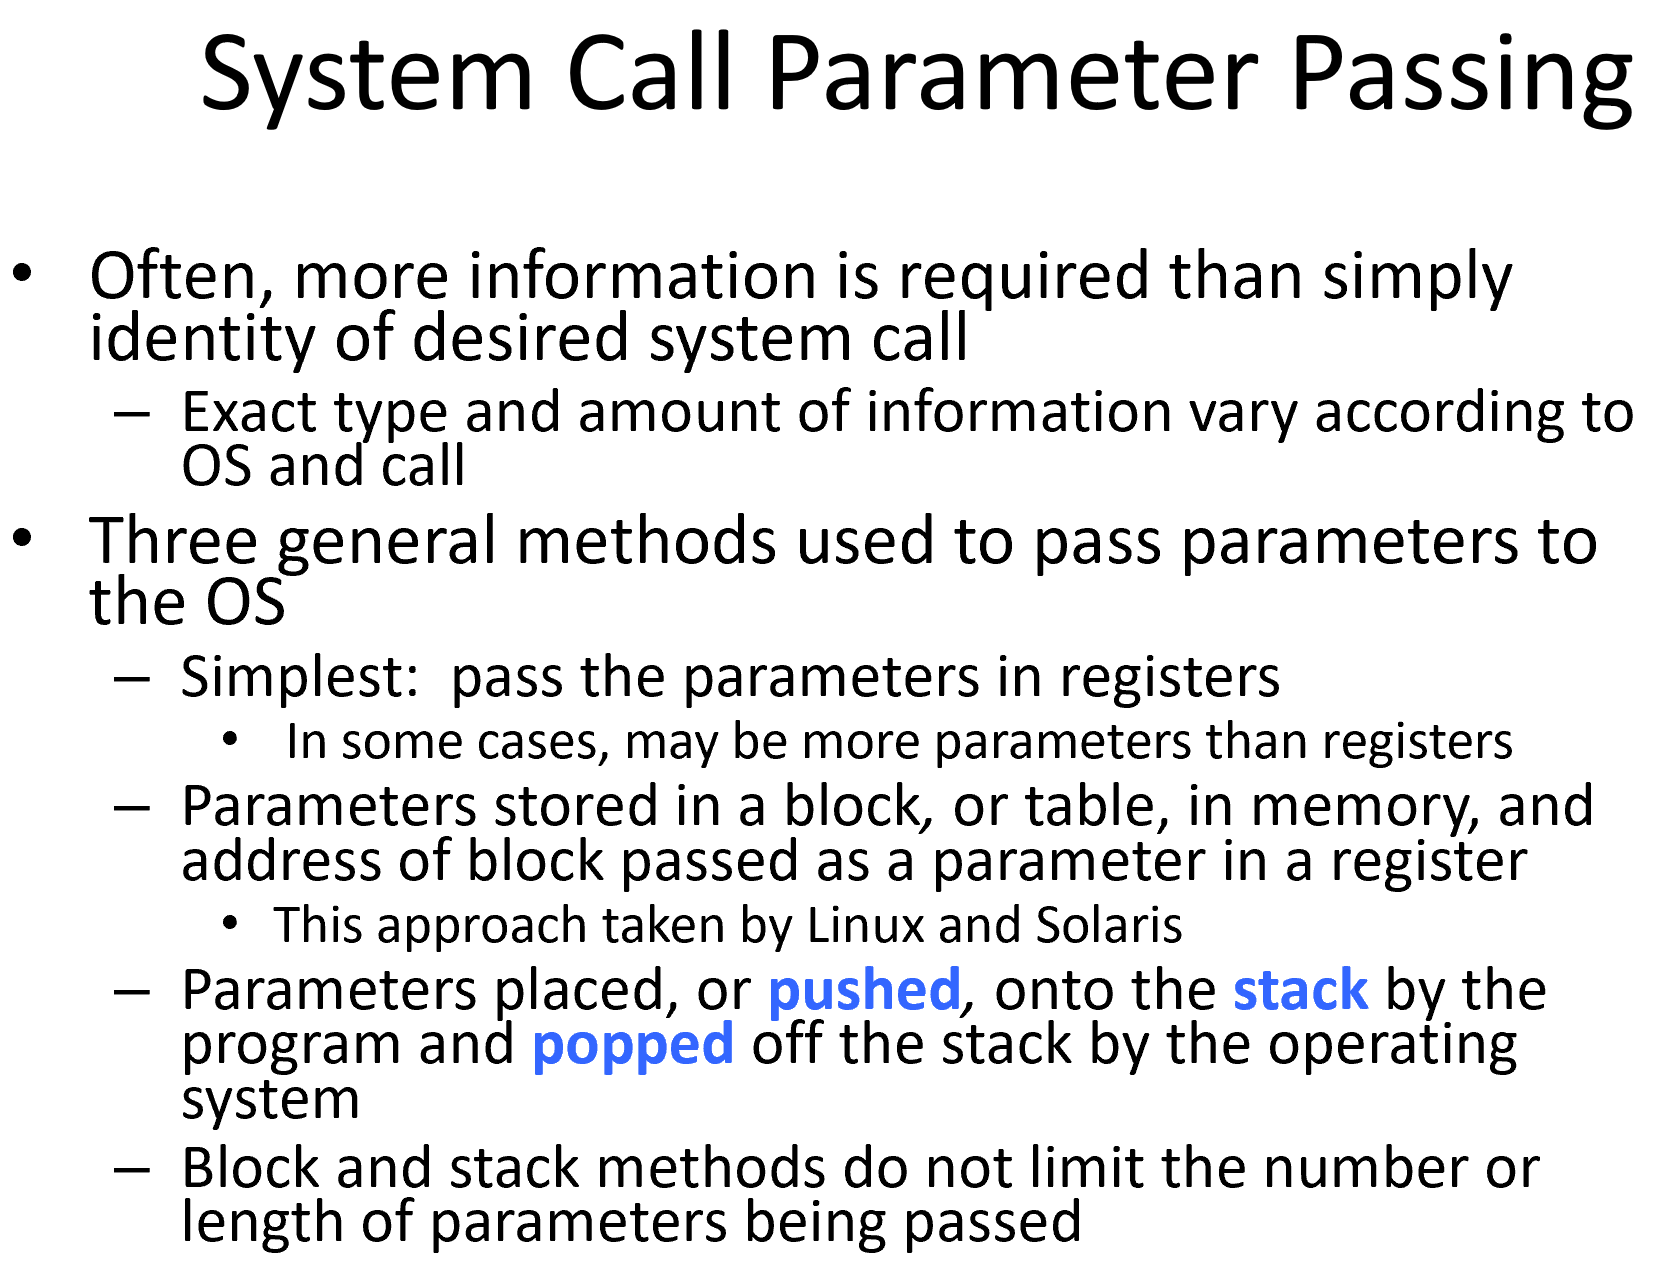 System Call Parameter Passing
• Often, more information is required than simply
identity of desired system call
– Exact type and amount of information vary according to
OS and call
• Three general methods used to pass parameters to
the OS
– Simplest:  pass the parameters in registers
• In some cases, may be more parameters than registers
– Parameters stored in a block, or table, in memory, and
address of block passed as a parameter in a register
• This approach taken by Linux and Solaris
– Parameters placed, or pushed, onto the stack by the
program and popped off the stack by the operating
system
– Block and stack methods do not limit the number or
length of parameters being passed